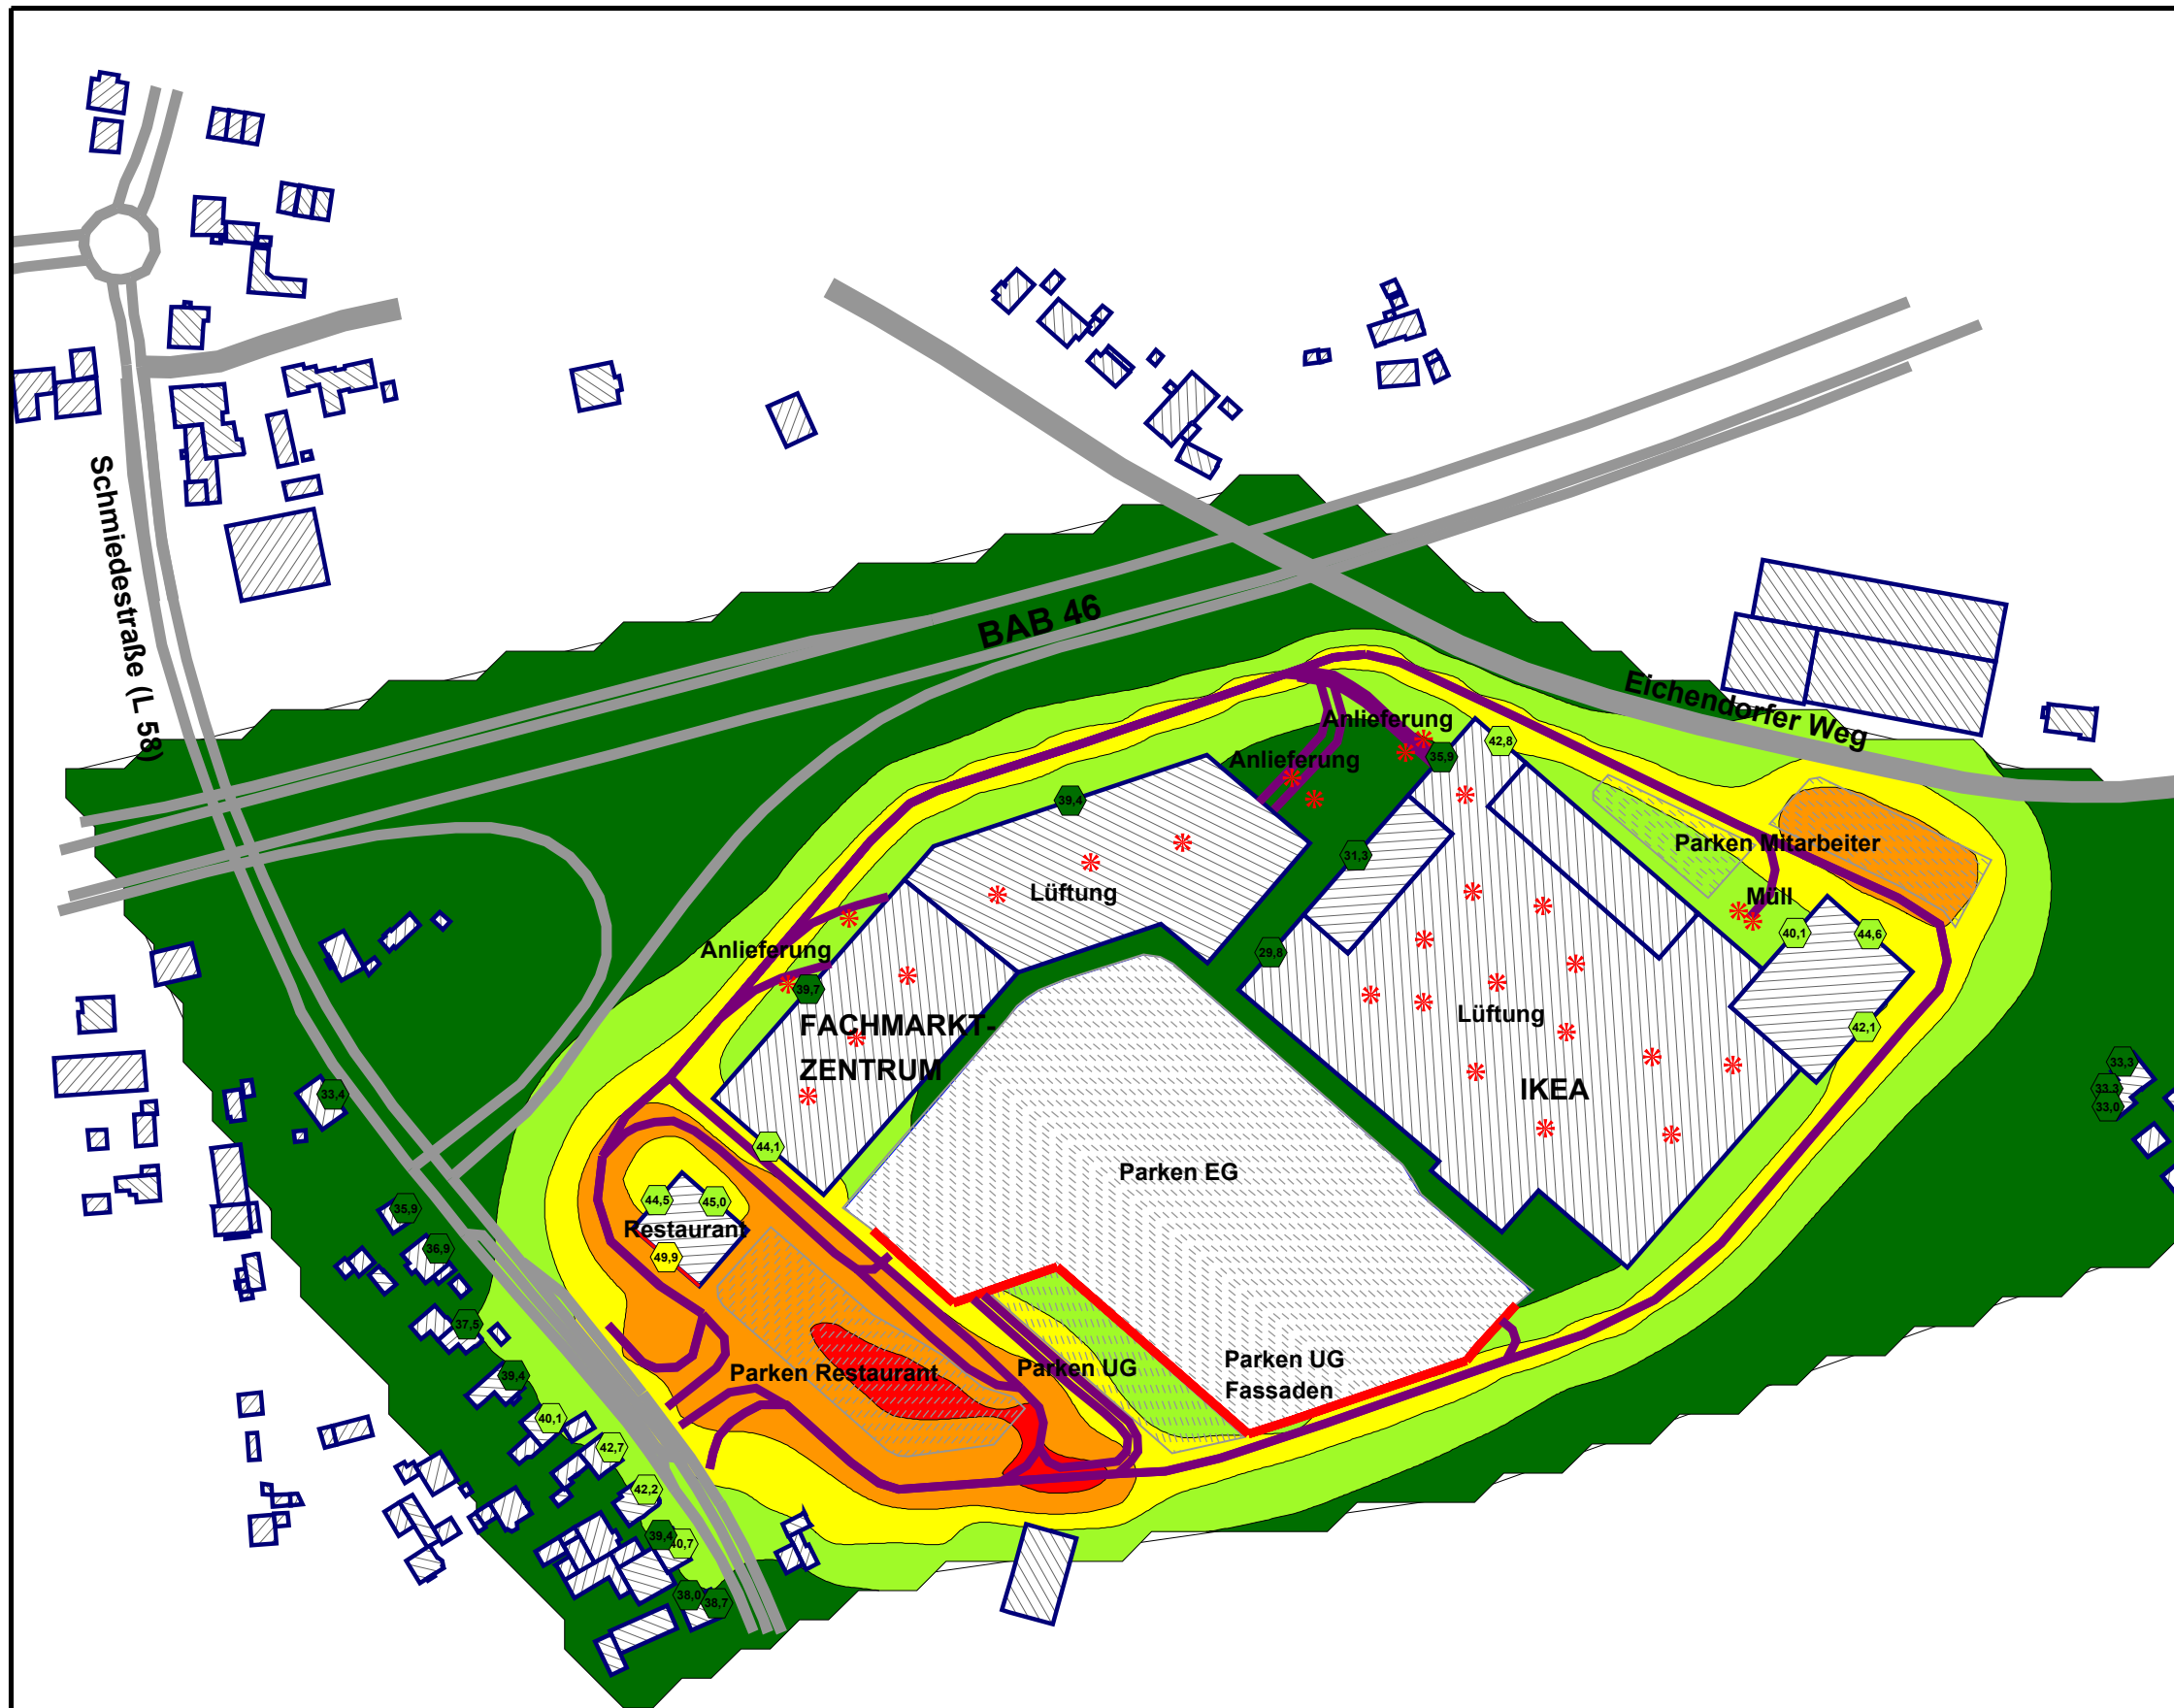 Schmiedestraße (L 58)
BAB 46
Eichendorfer Weg
Anlieferung
42,8
35,9
Anlieferung
39,4
Parken Mitarbeiter
31,3
Lüftung
Müll
40,1
44,6
Anlieferung
29,8
39,7
Lüftung
42,1
FACHMARKT-
ZENTRUM
IKEA
33,3
33,3
33,0
33,4
44,1
Parken EG
44,5
45,0
35,9
Restaurant
36,9
49,9
37,5
Parken UG
Fassaden
Parken UG
Parken Restaurant
39,4
40,1
42,7
42,2
39,4
40,7
38,0
38,7